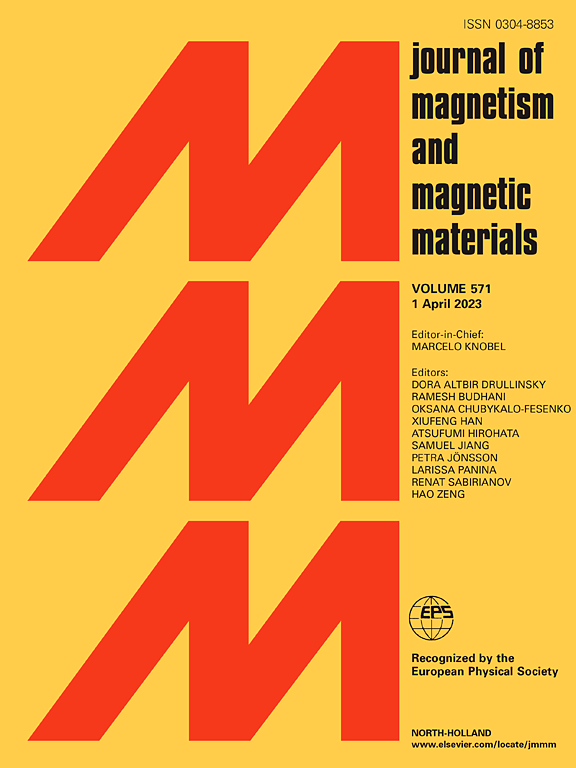 ISSN 0304-8853
journal of
magnetism
and
magnetic
materials
VOLUME 571
1 April 2023
Editor-in-Chief:
MARCELO KNOBEL
Editors:
DORA ALTBIR DRULLINSKY
RAMESH BUDHANI
OKSANA CHUBYKALO-FESENKO
XIUFENG HAN
ATSUFUMI HIROHATA
SAMUEL JIANG
PETRA JÖNSSON
LARISSA PANINA
RENAT SABIRIANOV
HAO ZENG
EPS
Recognized by the
European Physical Society
NORTH-HOLLAND
www.elsevier.com/locate/jmmm